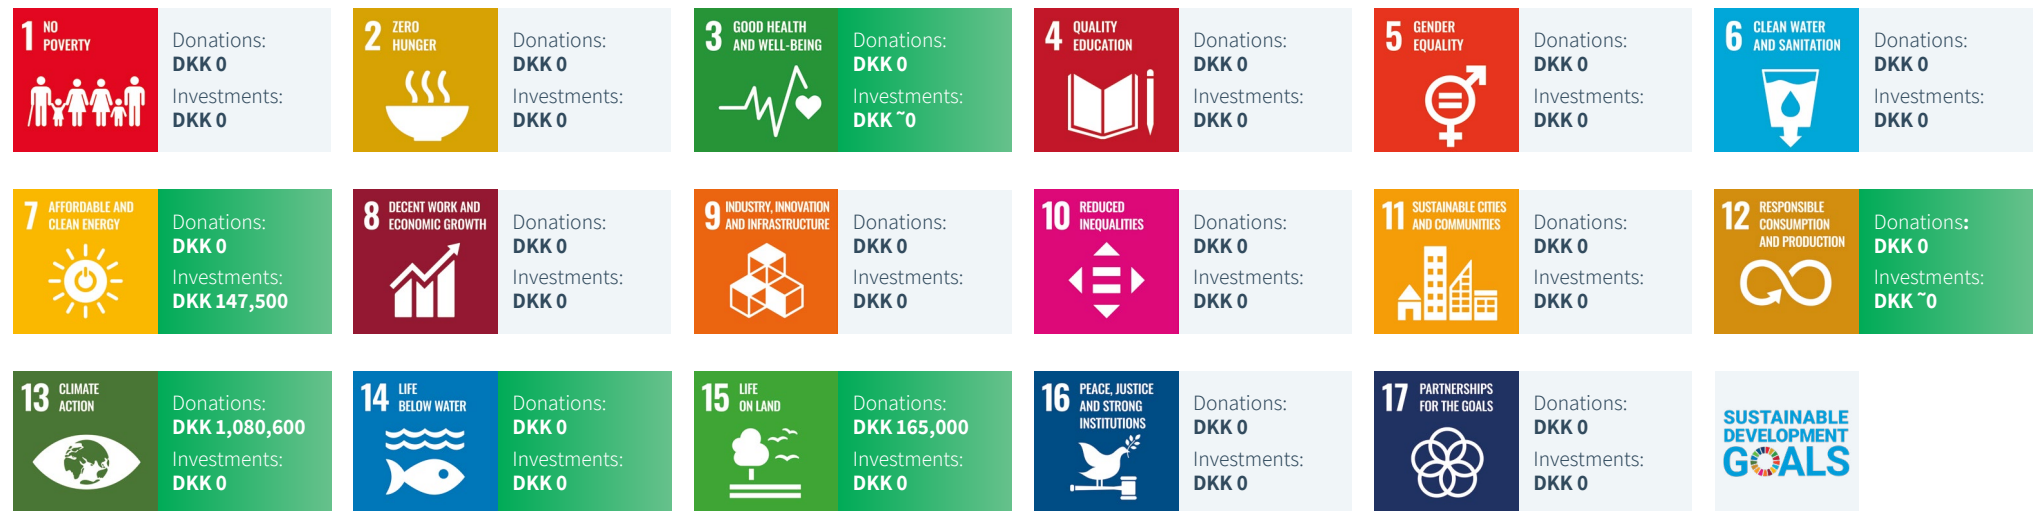 1 NO
POVERTY
Donations:
DKK 0
Investments:
DKK 0
2 ZERO
HUNGER
Donations:
DKK 0
Investments:
DKK 0
3 GOOD HEALTH
AND WELL-BEING
Donations:
DKK 0
Investments:
DKK ~0
4 QUALITY
EDUCATION
Donations:
DKK 0
Investments:
DKK 0
5 GENDER
EQUALITY
Donations:
DKK 0
Investments:
DKK 0
6 CLEAN WATER
AND SANITATION
Donations:
DKK 0
Investments:
DKK 0
7 AFFORDABLE AND
CLEAN ENERGY
Donations:
DKK 0
Investments:
DKK 147,500
8 DECENT WORK AND
ECONOMIC GROWTH
Donations:
DKK 0
Investments:
DKK 0
9 INDUSTRY, INNOVATION
AND INFRASTRUCTURE
Donations:
DKK 0
Investments:
DKK 0
10 REDUCED
INEQUALITIES
Donations:
DKK 0
Investments:
DKK 0
11 SUSTAINABLE CITIES
AND COMMUNITIES
Donations:
DKK 0
Investments:
DKK 0
12 RESPONSIBLE
CONSUMPTION
AND PRODUCTION
Donations:
DKK 0
Investments:
DKK ~0
13 CLIMATE
ACTION
Donations:
DKK 1,080,600
Investments:
DKK 0
14 LIFE
BELOW WATER
Donations:
DKK 0
Investments:
DKK 0
15 LIFE
ON LAND
Donations:
DKK 165,000
Investments:
DKK 0
16 PEACE, JUSTICE
AND STRONG
INSTITUTIONS
Donations:
DKK 0
Investments:
DKK 0
17 PARTNERSHIPS
FOR THE GOALS
Donations:
DKK 0
Investments:
DKK 0
SUSTAINABLE
DEVELOPMENT
GOALS